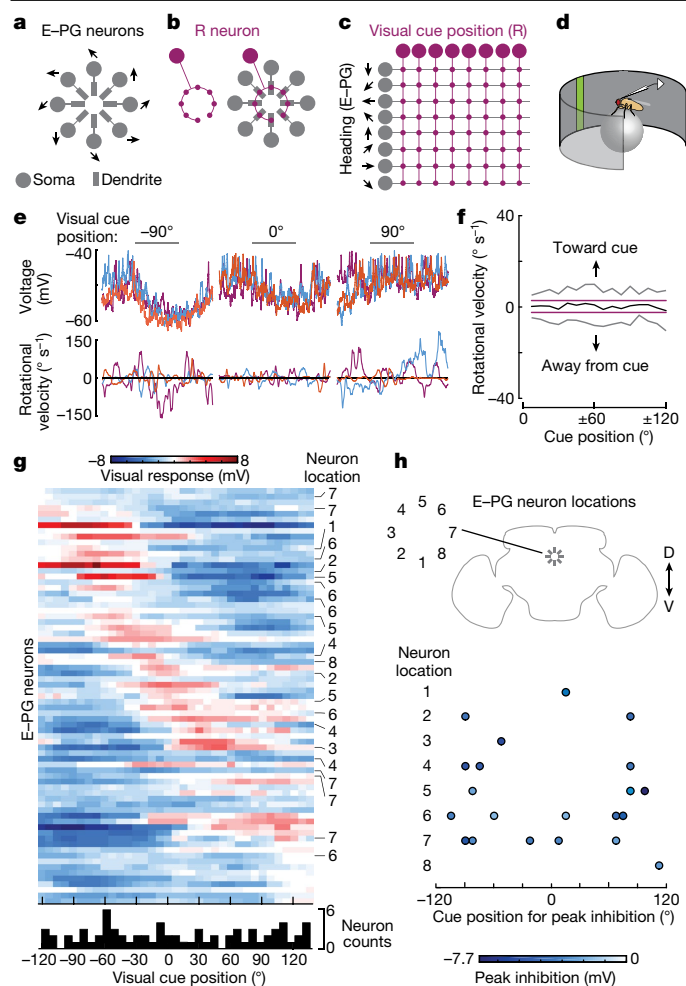 a
E–PG neurons
Soma
Dendrite
b
R neuron
c
Visual cue position (R)
Heading (E–PG)
d
e
Visual cue
position:
−90°
0°
90°
−40
Voltage
(mV)
−60
150
Rotational
velocity (° s⁻¹)
0
−150
f
40
Toward cue
Rotational velocity (° s⁻¹)
0
Away from cue
−40
0
±60
±120
Cue position (°)
g
−8
8
Visual response (mV)
Neuron
location
7
7
1
6
2
5
6
6
5
4
8
2
5
6
4
3
7
7
7
6
E–PG neurons
6
0
Neuron
counts
−120
−90
−60
−30
0
30
60
90
120
Visual cue position (°)
h
E–PG neuron locations
5
4
6
3
7
2
8
1
D
V
Neuron
location
1
2
3
4
5
6
7
8
−120
0
120
Cue position for peak inhibition (°)
−7.7
0
Peak inhibition (mV)